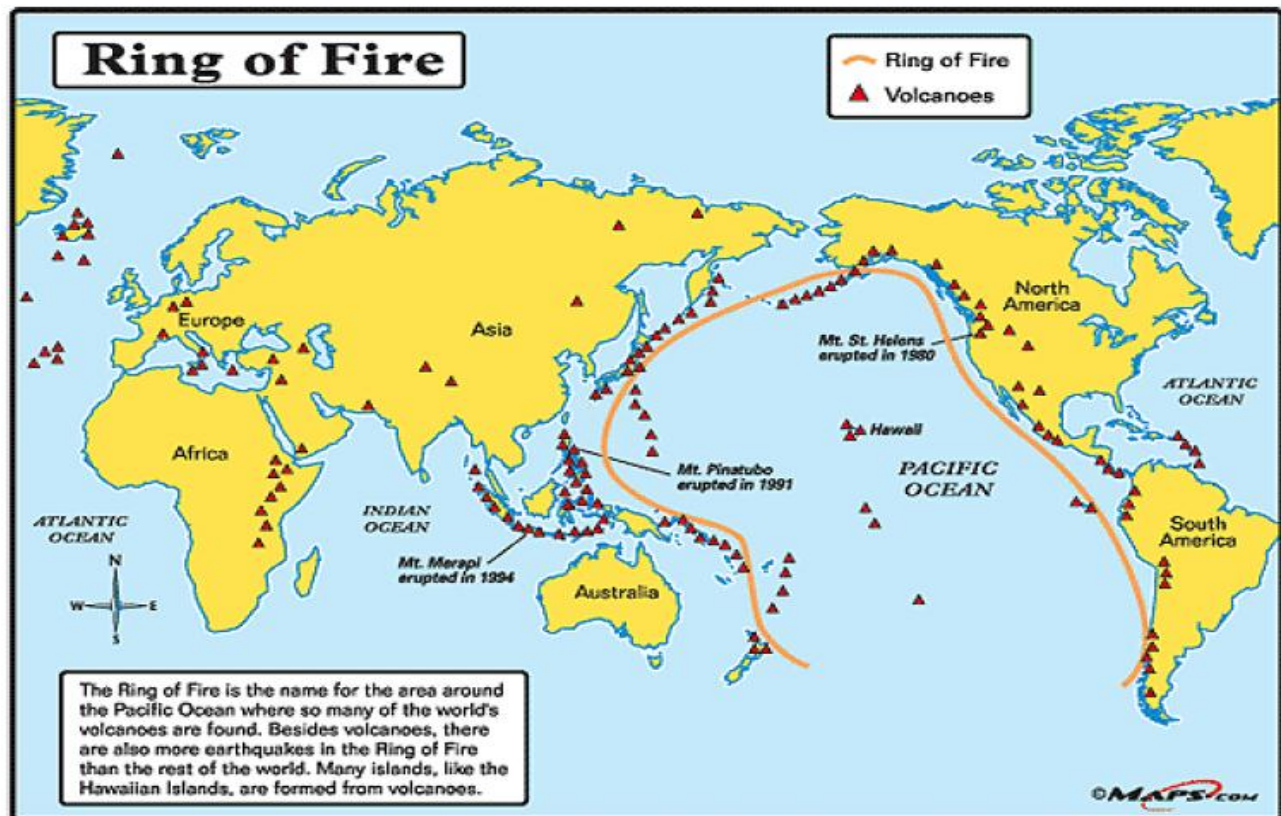 Ring of Fire
Ring of Fire
Volcanoes
North
America
Europe
Asia
Mt. St. Helens
erupted in 1980
ATLANTIC
OCEAN
Africa
Hawaii
Mt. Pinatubo
erupted in 1991
PACIFIC
OCEAN
INDIAN
OCEAN
ATLANTIC
OCEAN
South
America
Mt. Merapi
erupted in 1994
Australia
N
W
E
S
The Ring of Fire is the name for the area around
the Pacific Ocean where so many of the world's
volcanoes are found. Besides volcanoes, there
are also more earthquakes in the Ring of Fire
than the rest of the world. Many islands, like the
Hawaiian Islands, are formed from volcanoes.
©MAPS.COM